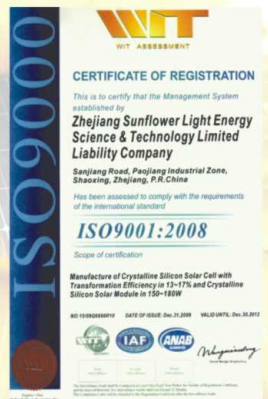 WIT
WIT ASSESSMENT
ISO9000
CERTIFICATE OF REGISTRATION
This is to certify that the Management System
established by
Zhejiang Sunflower Light Energy
Science & Technology Limited
Liability Company
Sanjiang Road, Paojiang Industrial Zone,
Shaoxing, Zhejiang, P.R.China
Has been assessed to comply with the requirements
of the international standard
ISO9001:2008
Scope of certification
Manufacture of Crystalline Silicon Solar Cell with
Transformation Efficiency in 13~17% and Crystalline
Silicon Solar Module in 150~180W
DATE OF ISSUE: Dec.31,2009 VALID UNTIL: Dec.30,2012
WIT IAF ANAB